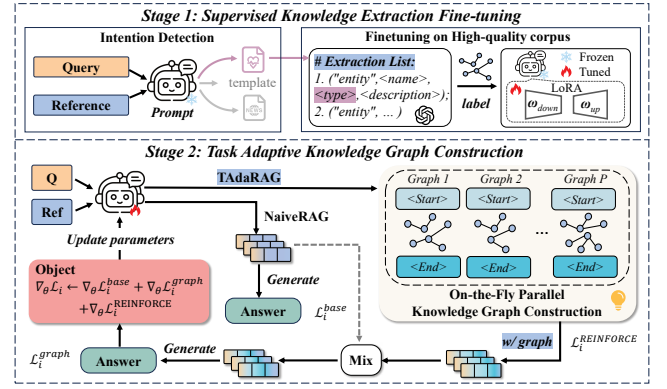 Stage 1: Supervised Knowledge Extraction Fine-tuning
Intention Detection
Query
Reference
Prompt
template
NEWS
Finetuning on High-quality corpus
# Extraction List:
1. ("entity",<name>,
<type>,<description>);
2. ("entity", ... )
label
Frozen
Tuned
LoRA
ω_down
ω_up
Stage 2: Task Adaptive Knowledge Graph Construction
Q
Ref
TAdaRAG
NaiveRAG
Update parameters
Object
∇_θ ℒ_i ← ∇_θ ℒ_i^base + ∇_θ ℒ_i^graph
+∇_θ ℒ_i^REINFORCE
Generate
Answer
ℒ_i^base
Graph 1
Graph 2
Graph P
<Start>
<Start>
<Start>
...
<End>
<End>
<End>
On-the-Fly Parallel
Knowledge Graph Construction
w/ graph
ℒ_i^REINFORCE
Mix
Generate
Answer
ℒ_i^graph